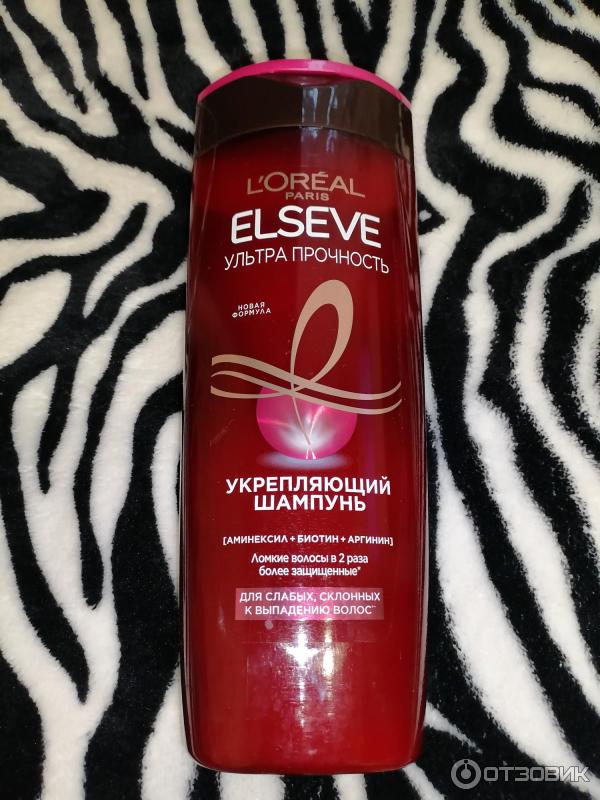 L'ORÉAL
PARIS
ELSEVE
УЛЬТРА ПРОЧНОСТЬ
НОВАЯ
ФОРМУЛА
УКРЕПЛЯЮЩИЙ
ШАМПУНЬ
[АМИНЕКСИЛ + БИОТИН + АРГИНИН]
Ломкие волосы в 2 раза
более защищенные*
ДЛЯ СЛАБЫХ, СКЛОННЫХ
К ВЫПАДЕНИЮ ВОЛОС**
ОТЗОВИК